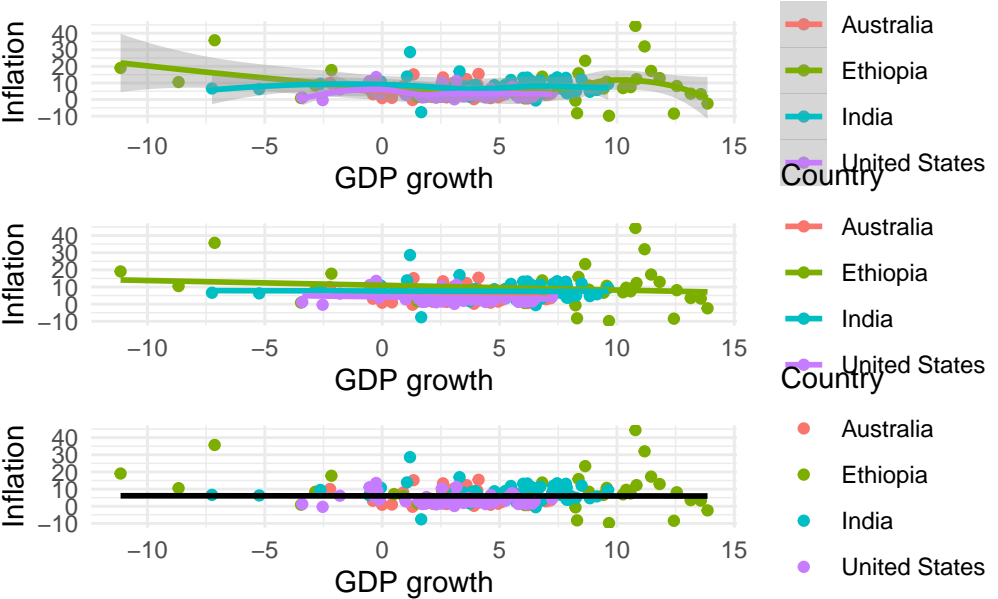 Inflation
40
30
20
10
0
−10
−10
−5
0
5
10
15
GDP growth
Australia
Ethiopia
India
United States
Country
Inflation
40
30
20
10
0
−10
−10
−5
0
5
10
15
GDP growth
Australia
Ethiopia
India
United States
Country
Inflation
40
30
20
10
0
−10
−10
−5
0
5
10
15
GDP growth
Australia
Ethiopia
India
United States